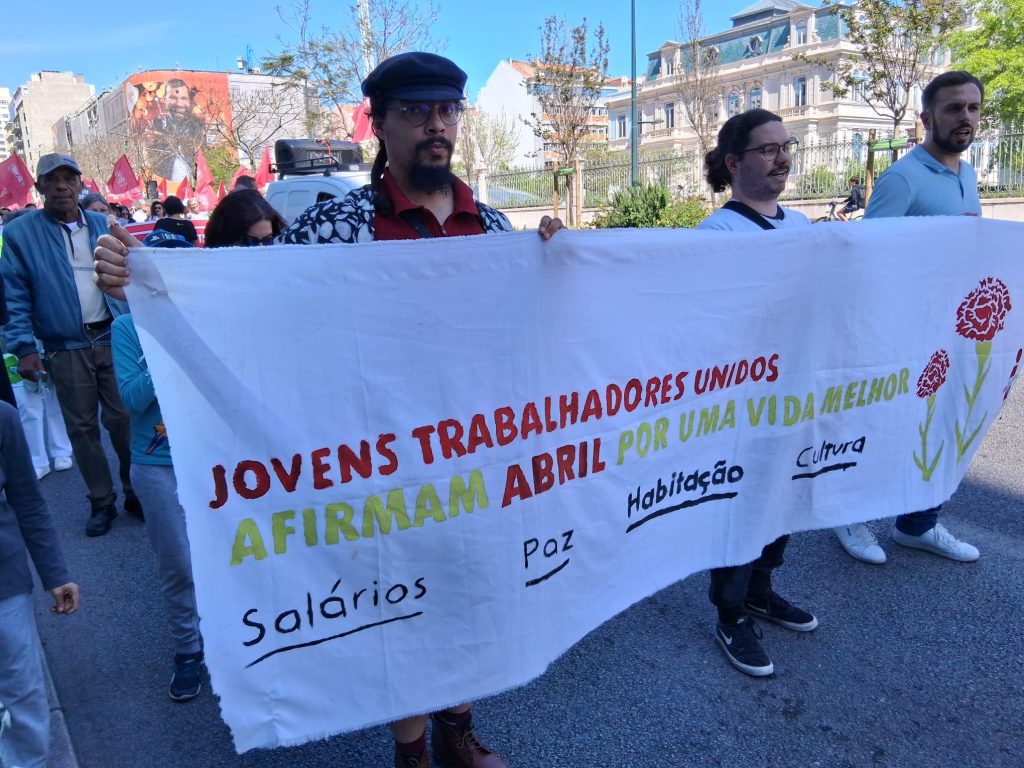 JOVENS TRABALHADORES UNIDOS
AFIRMAM ABRIL POR UMA VIDA MELHOR
Salários
Paz
Habitação
Cultura